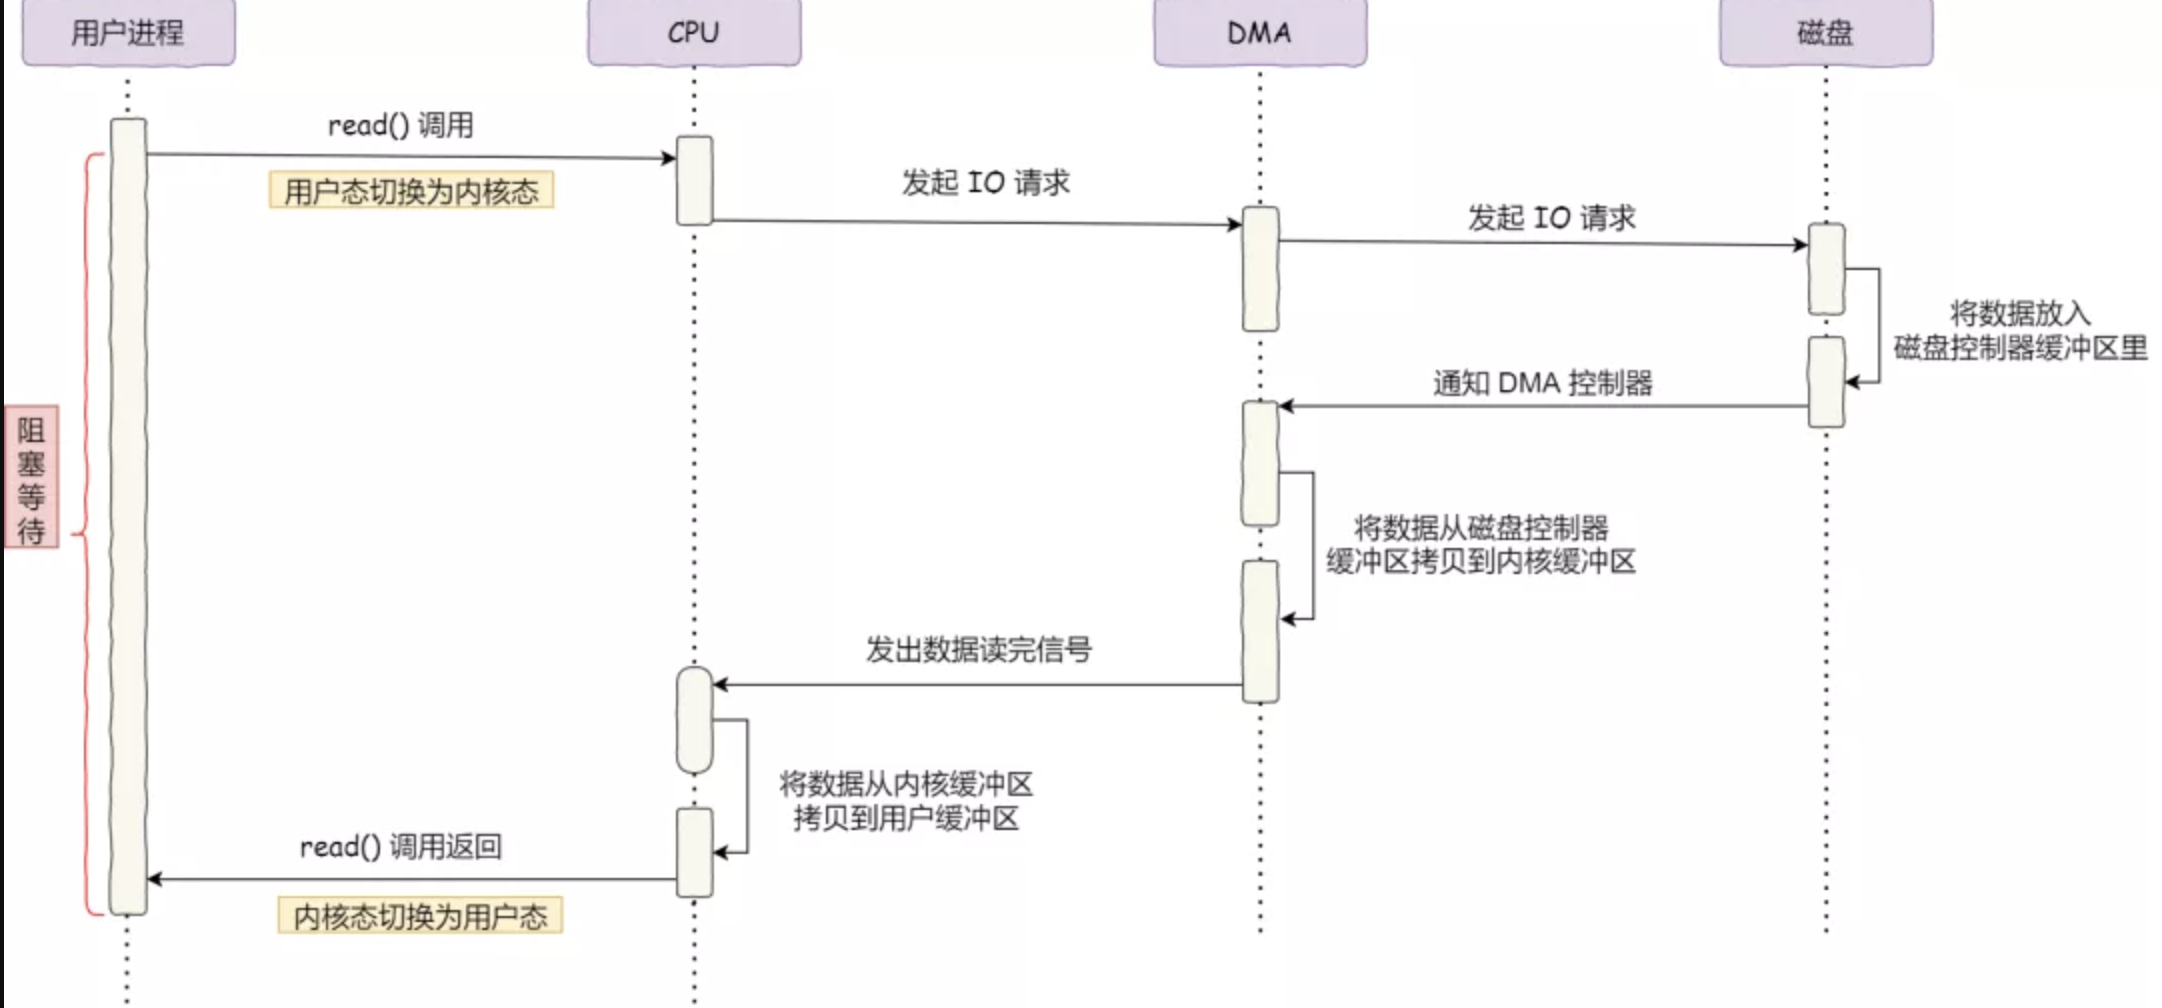 用户进程
CPU
DMA
磁盘
read() 调用
用户态切换为内核态
发起 IO 请求
发起 IO 请求
将数据放入
磁盘控制器缓冲区里
通知 DMA 控制器
阻塞等待
将数据从磁盘控制器
缓冲区拷贝到内核缓冲区
发出数据读完信号
将数据从内核缓冲区
拷贝到用户缓冲区
read() 调用返回
内核态切换为用户态